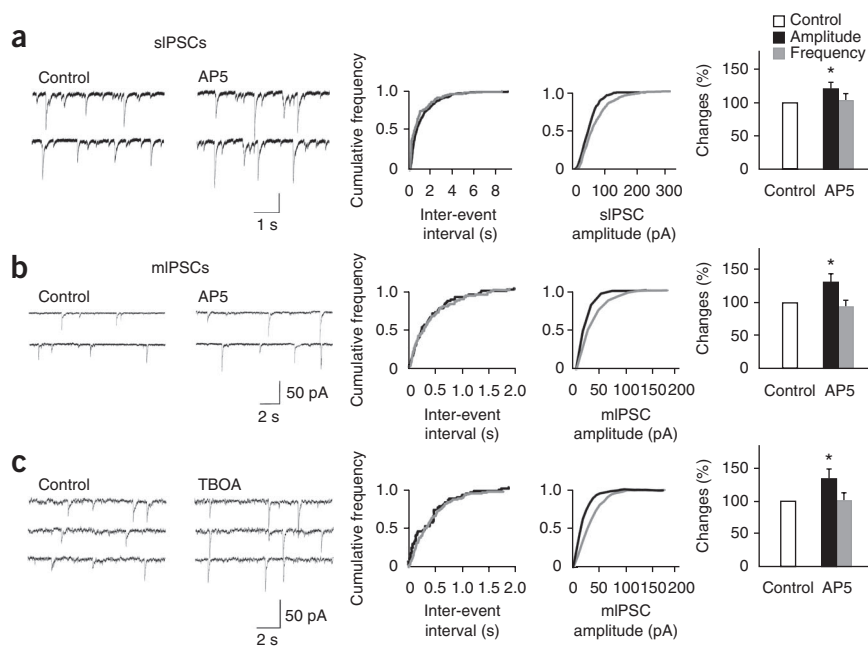 a
sIPSCs
Control
AP5
1 s
Cumulative frequency
1.0
0.5
0
0 2 4 6 8
Inter-event
interval (s)
1.0
0.5
0
0 100 200 300
sIPSC
amplitude (pA)
Control
Amplitude
Frequency
Changes (%)
150
100
50
0
*
Control AP5
b
mIPSCs
Control
AP5
50 pA
2 s
Cumulative frequency
1.0
0.5
0
0 0.5 1.0 1.5 2.0
Inter-event
interval (s)
1.0
0.5
0
0 50 100 150 200
mIPSC
amplitude (pA)
Changes (%)
150
100
50
0
*
Control AP5
c
Control
TBOA
50 pA
2 s
Cumulative frequency
1.0
0.5
0
0 0.5 1.0 1.5 2.0
Inter-event
interval (s)
1.0
0.5
0
0 50 100 150 200
mIPSC
amplitude (pA)
Changes (%)
150
100
50
0
*
Control AP5